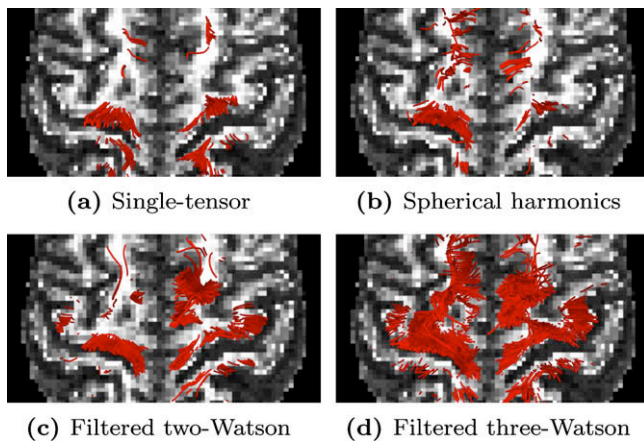 (a) Single-tensor
(b) Spherical harmonics
(c) Filtered two-Watson
(d) Filtered three-Watson